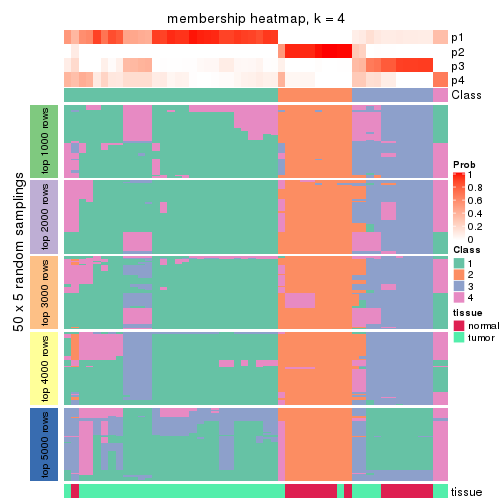 membership heatmap, k = 4
p1
p2
p3
p4
Class
50 x 5 random samplings
top 1000 rows
top 2000 rows
top 3000 rows
top 4000 rows
top 5000 rows
Prob
1
0.8
0.6
0.4
0.2
0
Class
1
2
3
4
tissue
normal
tumor
tissue